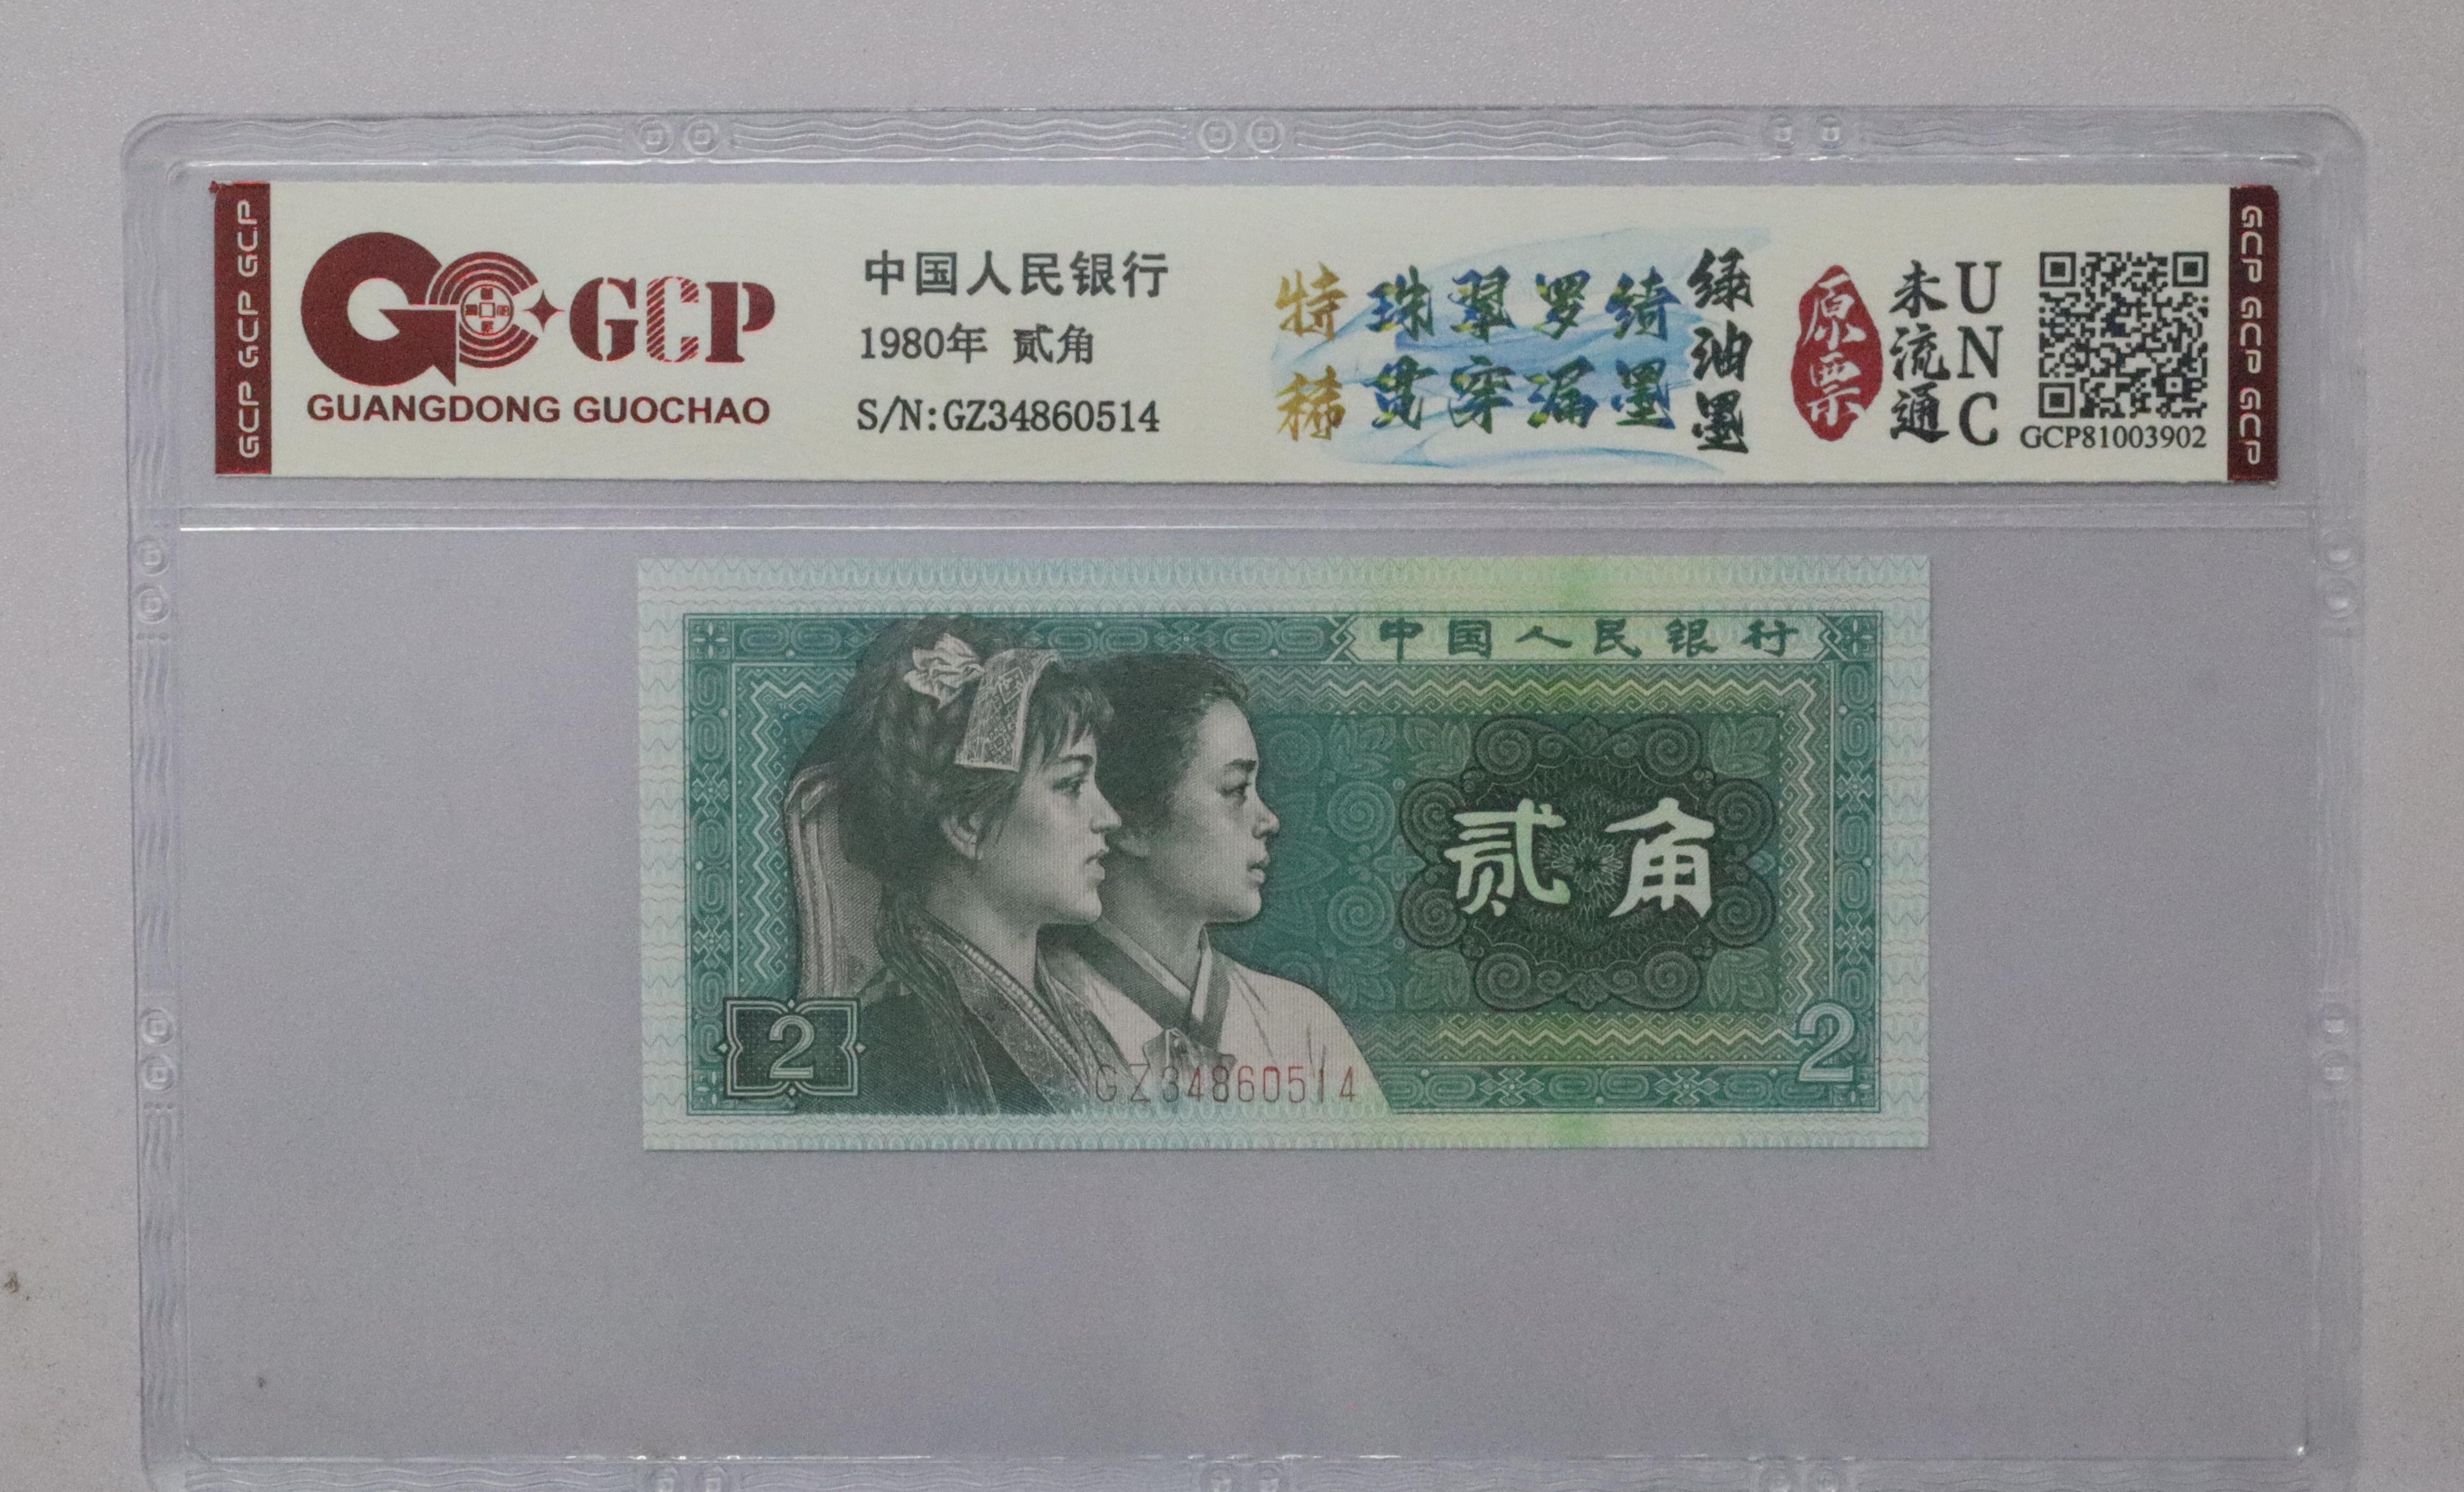 GCP GCP GCP
GCP
GUANGDONG GUOCHAO
中国人民银行
1980年 贰角
S/N:GZ34860514
特稀
珠翠罗绮
贯穿漏墨
绿油墨
原票
未流通
UNC
GCP81003902
GCP GCP GCP
中国人民银行
贰角
2
GZ34860514
2